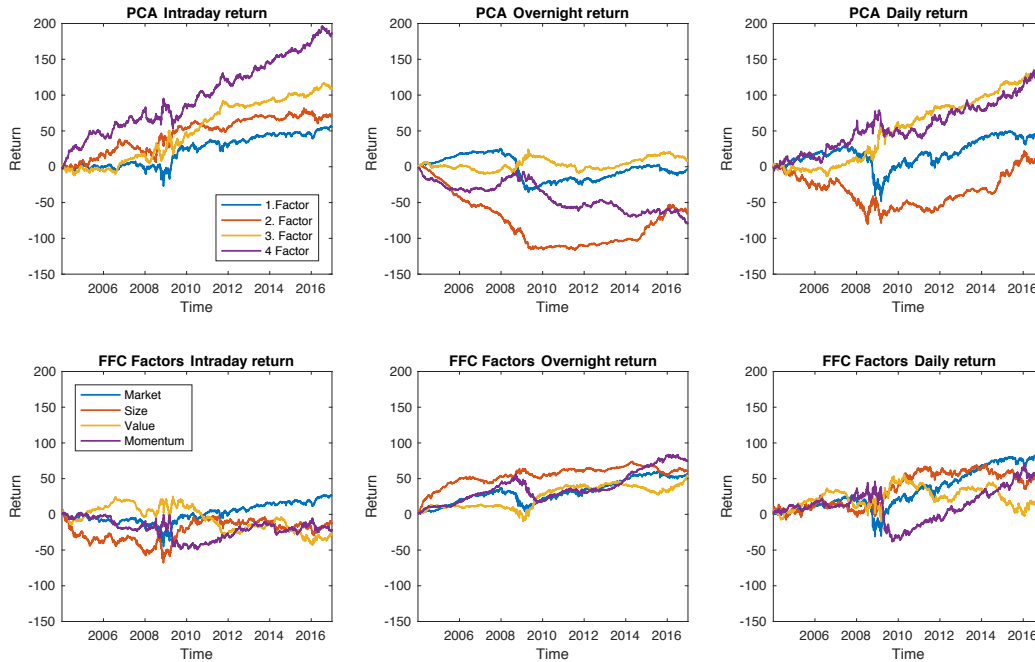 PCA Intraday return
PCA Overnight return
PCA Daily return
200
150
100
50
0
-50
-100
-150
Return
2006 2008 2010 2012 2014 2016
Time
1.Factor
2. Factor
3. Factor
4 Factor
200
150
100
50
0
-50
-100
-150
Return
2006 2008 2010 2012 2014 2016
Time
200
150
100
50
0
-50
-100
-150
Return
2006 2008 2010 2012 2014 2016
Time
FFC Factors Intraday return
FFC Factors Overnight return
FFC Factors Daily return
200
150
100
50
0
-50
-100
-150
Return
2006 2008 2010 2012 2014 2016
Time
Market
Size
Value
Momentum
200
150
100
50
0
-50
-100
-150
Return
2006 2008 2010 2012 2014 2016
Time
200
150
100
50
0
-50
-100
-150
Return
2006 2008 2010 2012 2014 2016
Time